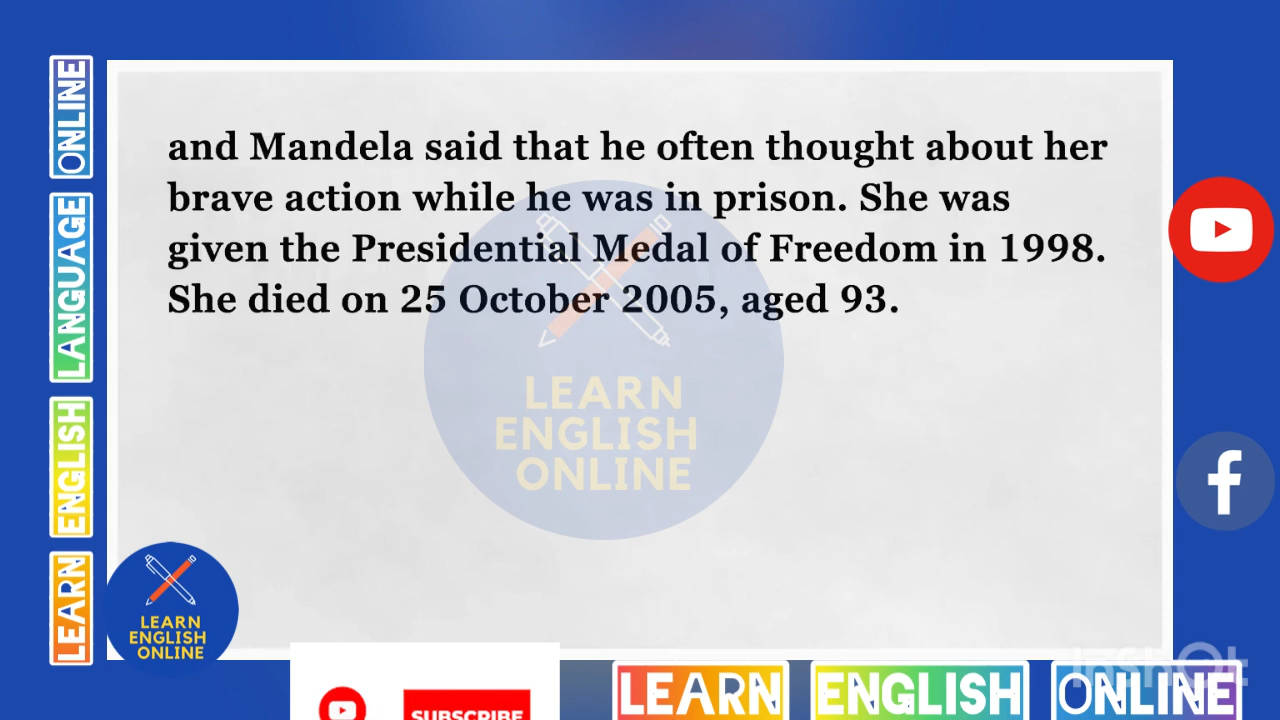 and Mandela said that he often thought about her
brave action while he was in prison. She was
given the Presidential Medal of Freedom in 1998.
She died on 25 October 2005, aged 93.
LEARN
ENGLISH
ONLINE
LEARN ENGLISH LANGUAGE ONLINE
LEARN
ENGLISH
ONLINE
SUBSCRIBE
LEARN ENGLISH ONLINE
InShOt